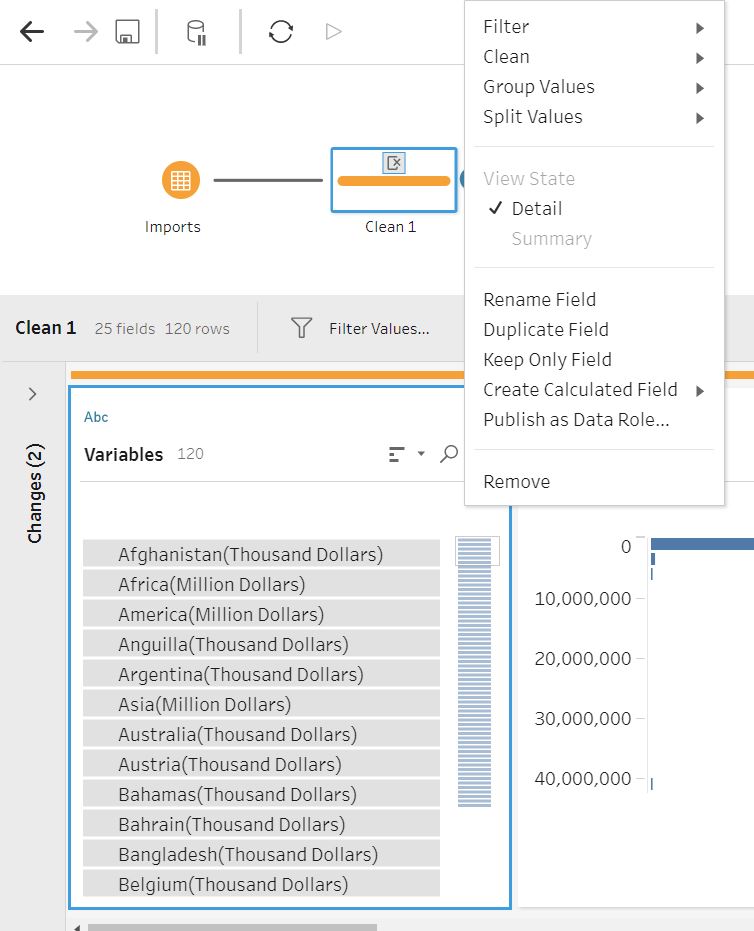 Filter
Clean
Group Values
Split Values
View State
Detail
Summary
Rename Field
Duplicate Field
Keep Only Field
Create Calculated Field
Publish as Data Role...
Remove
Imports
Clean 1
Clean 1 25 fields 120 rows Filter Values...
Changes (2)
Abc
Variables 120
Afghanistan(Thousand Dollars)
Africa(Million Dollars)
America(Million Dollars)
Anguilla(Thousand Dollars)
Argentina(Thousand Dollars)
Asia(Million Dollars)
Australia(Thousand Dollars)
Austria(Thousand Dollars)
Bahamas(Thousand Dollars)
Bahrain(Thousand Dollars)
Bangladesh(Thousand Dollars)
Belgium(Thousand Dollars)
0
10,000,000
20,000,000
30,000,000
40,000,000